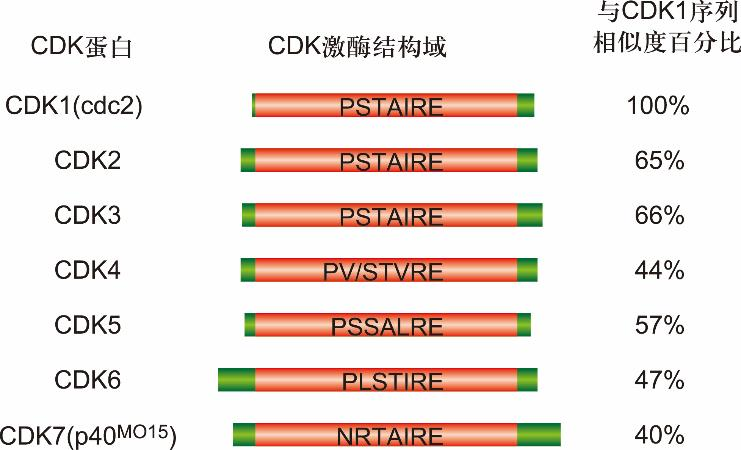 CDK蛋白 CDK激酶结构域 与CDK1序列
相似度百分比
CDK1(cdc2) PSTAIRE 100%
CDK2 PSTAIRE 65%
CDK3 PSTAIRE 66%
CDK4 PV/STVRE 44%
CDK5 PSSALRE 57%
CDK6 PLSTIRE 47%
CDK7(p40MO15) NRTAIRE 40%